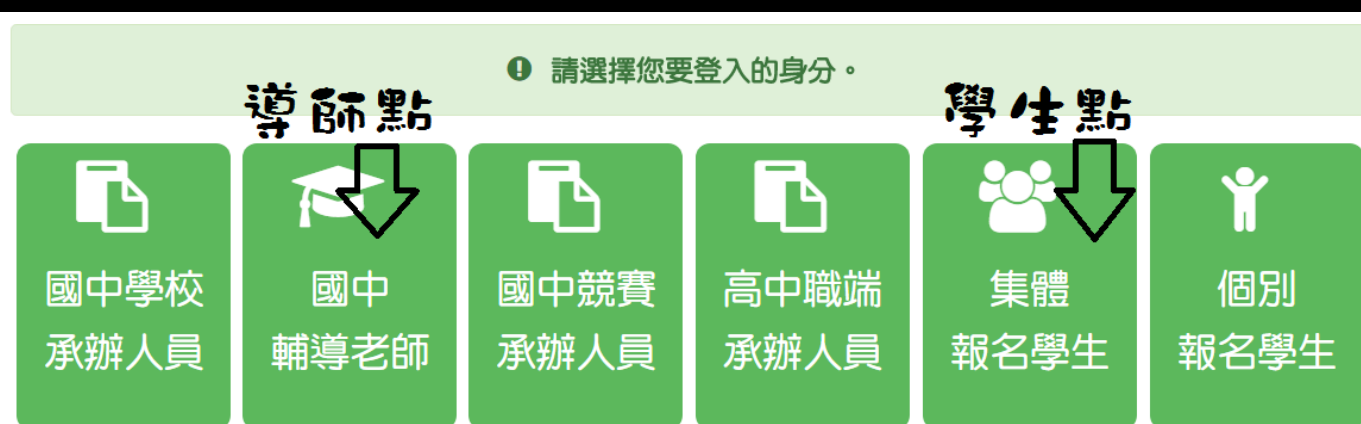 請選擇您要登入的身分。
導師點
學生點
國中學校
承辦人員
國中
輔導老師
國中競賽
承辦人員
高中職端
承辦人員
集體
報名學生
個別
報名學生